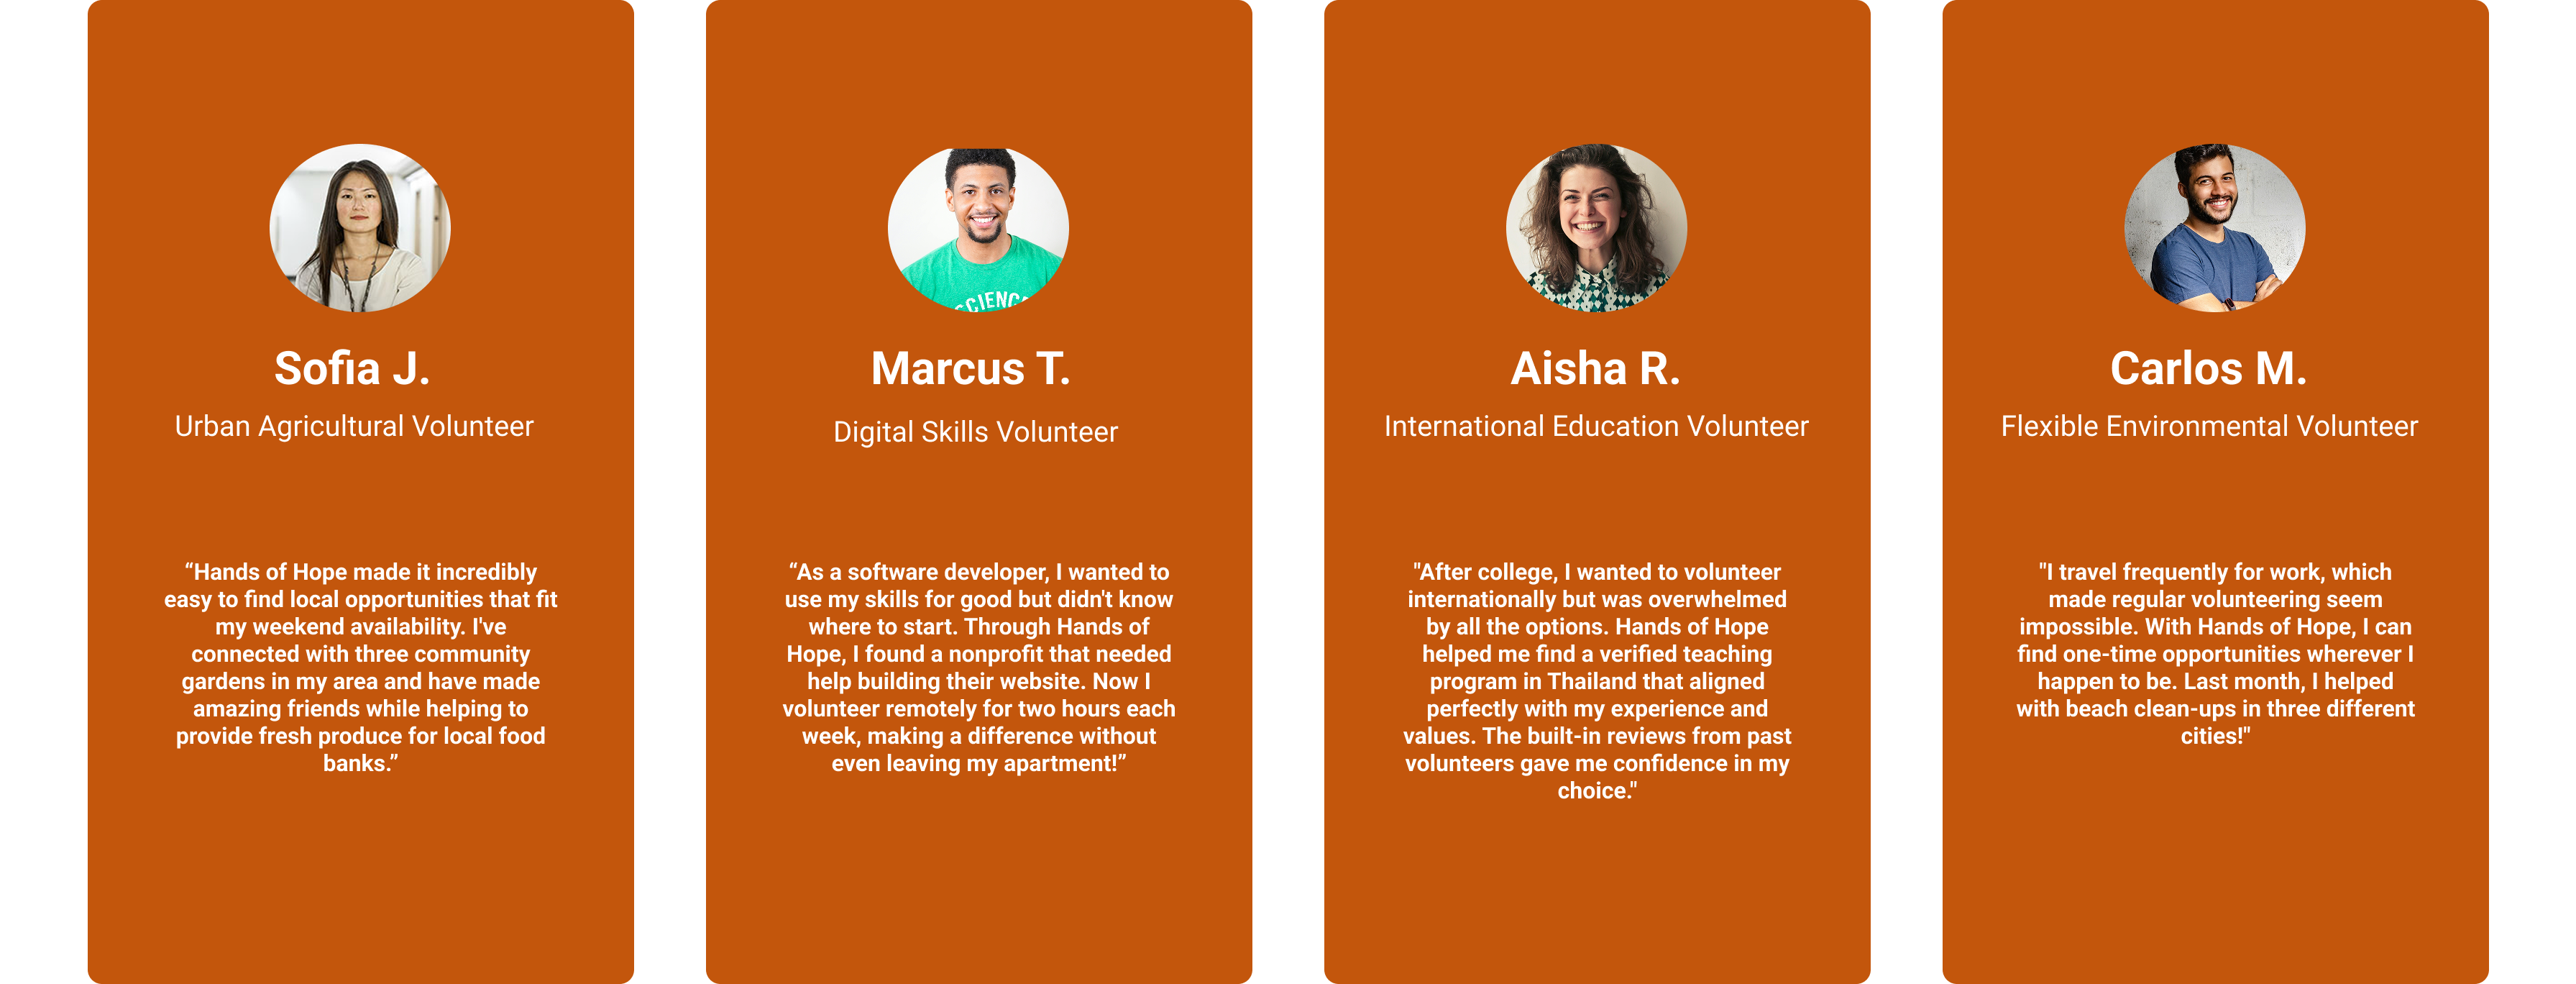 SCIENC
Sofia J.
Urban Agricultural Volunteer
“Hands of Hope made it incredibly
easy to find local opportunities that fit
my weekend availability. I've
connected with three community
gardens in my area and have made
amazing friends while helping to
provide fresh produce for local food
banks.”
Marcus T.
Digital Skills Volunteer
“As a software developer, I wanted to
use my skills for good but didn't know
where to start. Through Hands of
Hope, I found a nonprofit that needed
help building their website. Now I
volunteer remotely for two hours each
week, making a difference without
even leaving my apartment!”
Aisha R.
International Education Volunteer
"After college, I wanted to volunteer
internationally but was overwhelmed
by all the options. Hands of Hope
helped me find a verified teaching
program in Thailand that aligned
perfectly with my experience and
values. The built-in reviews from past
volunteers gave me confidence in my
choice."
Carlos M.
Flexible Environmental Volunteer
"I travel frequently for work, which
made regular volunteering seem
impossible. With Hands of Hope, I can
find one-time opportunities wherever I
happen to be. Last month, I helped
with beach clean-ups in three different
cities!"